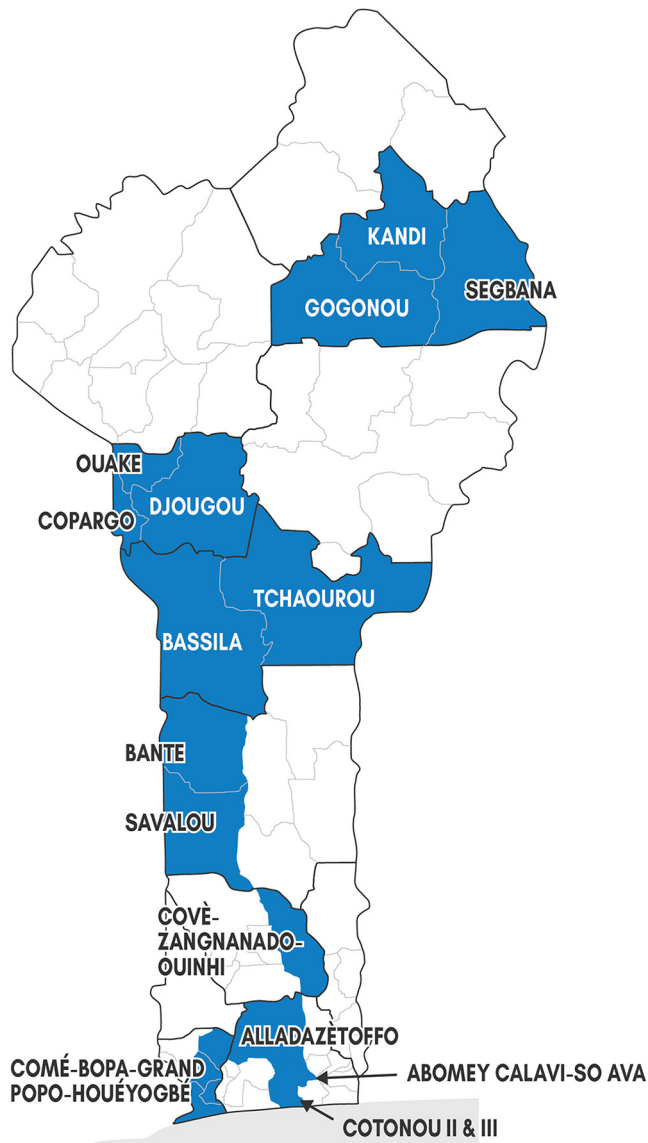 KANDI
SEGBANA
GOGONOU
OUAKE
DJOUGOU
COPARGO
TCHAOUROU
BASSILA
BANTE
SAVALOU
COVÈ-
ZANGNANADO-
OUINHI
ALLADAZÈTOFFO
COMÉ-BOPA-GRAND
POPO-HOUÉYOGBÉ
ABOMEY CALAVI-SO AVA
COTONOU II & III